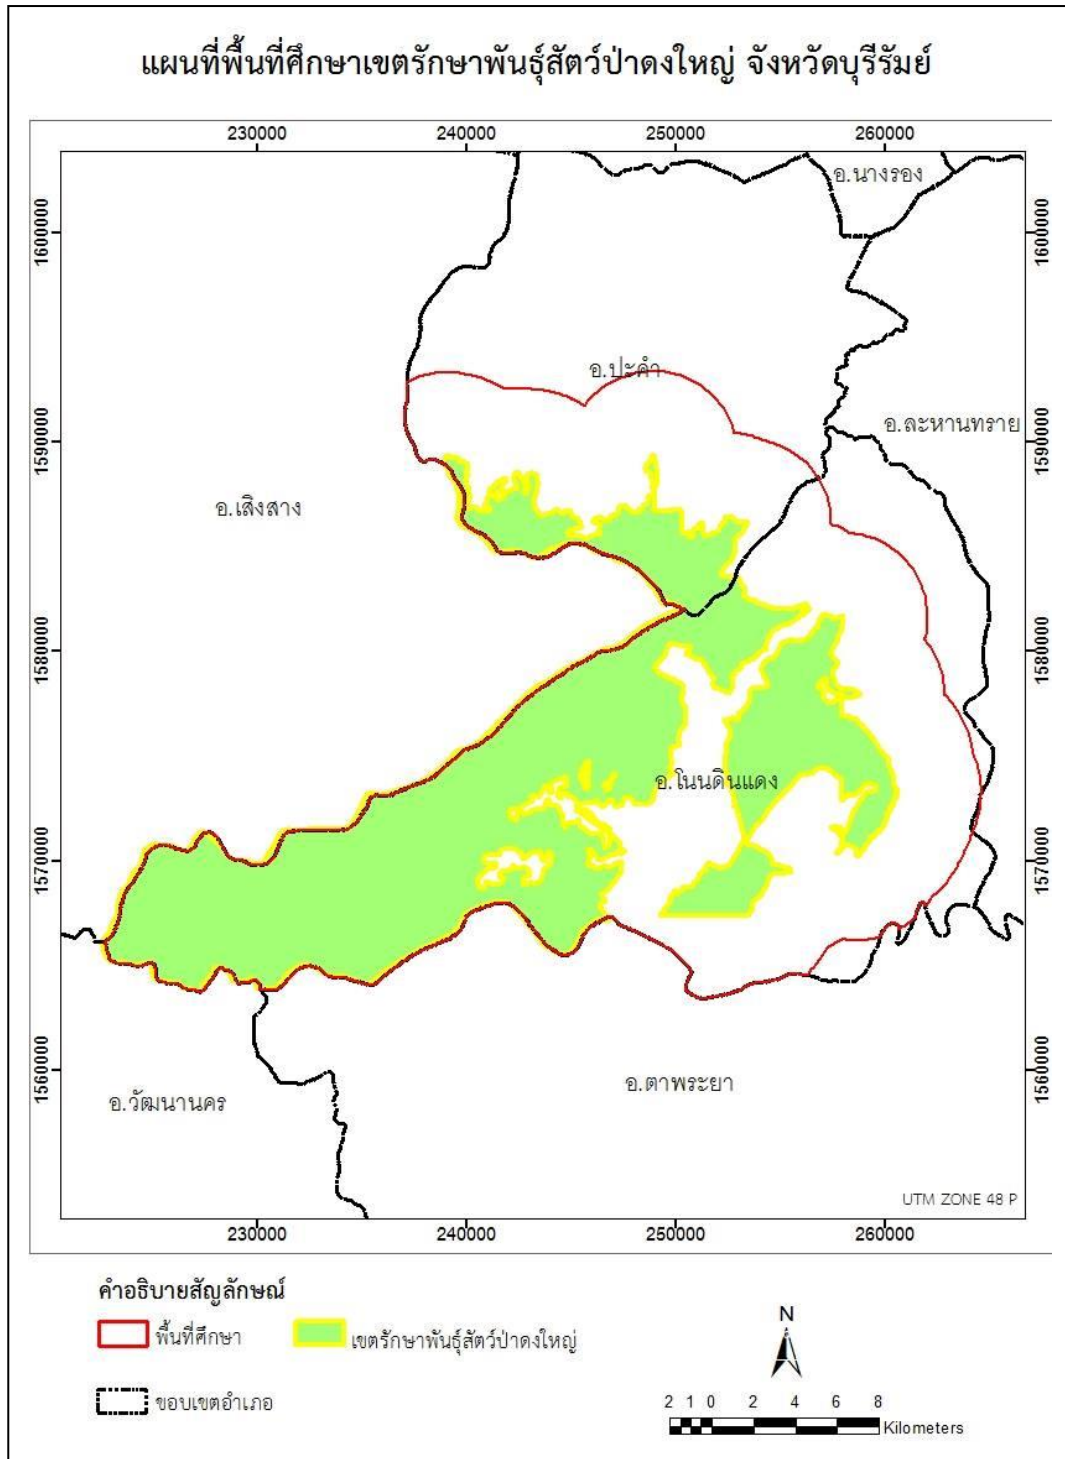 แผนที่พื้นที่ศึกษาเขตรักษาพันธุ์สัตว์ป่าดงใหญ่ จังหวัดบุรีรัมย์
230000 240000 250000 260000
อ.นางรอง
1600000 1600000
อ.ปะคำ
อ.ละหานทราย
1590000 1590000
อ.เสิงสาง
1580000 1580000
อ.โนนดินแดง
1570000 1570000
อ.ตาพระยา
1560000 1560000
อ.วัฒนานคร
UTM ZONE 48 P
230000 240000 250000 260000
คำอธิบายสัญลักษณ์
พื้นที่ศึกษา เขตรักษาพันธุ์สัตว์ป่าดงใหญ่
N
ขอบเขตอำเภอ
2 1 0 2 4 6 8
Kilometers